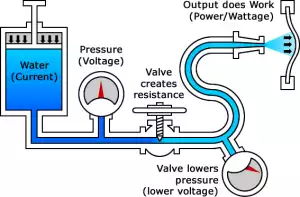 Water
(Current)
Pressure
(Voltage)
Valve
creates
resistance
Output does Work
(Power/Wattage)
Valve lowers
pressure
(lower voltage)